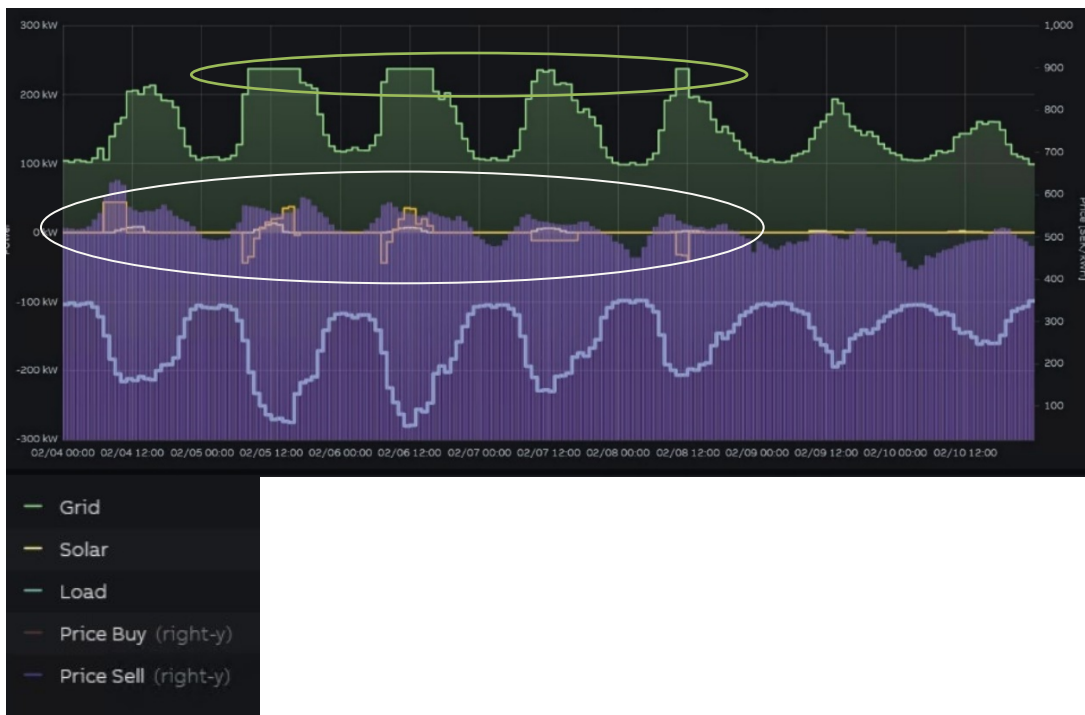 300 kW
200 kW
100 kW
0 kW
-100 kW
-200 kW
-300 kW
1,000
900
800
700
600
500
400
300
200
100
02/04 00:00 02/04 12:00 02/05 00:00 02/05 12:00 02/06 00:00 02/06 12:00 02/07 00:00 02/07 12:00 02/08 00:00 02/08 12:00 02/09 00:00 02/09 12:00 02/10 00:00 02/10 12:00
Grid
Solar
Load
Price Buy (right-y)
Price Sell (right-y)